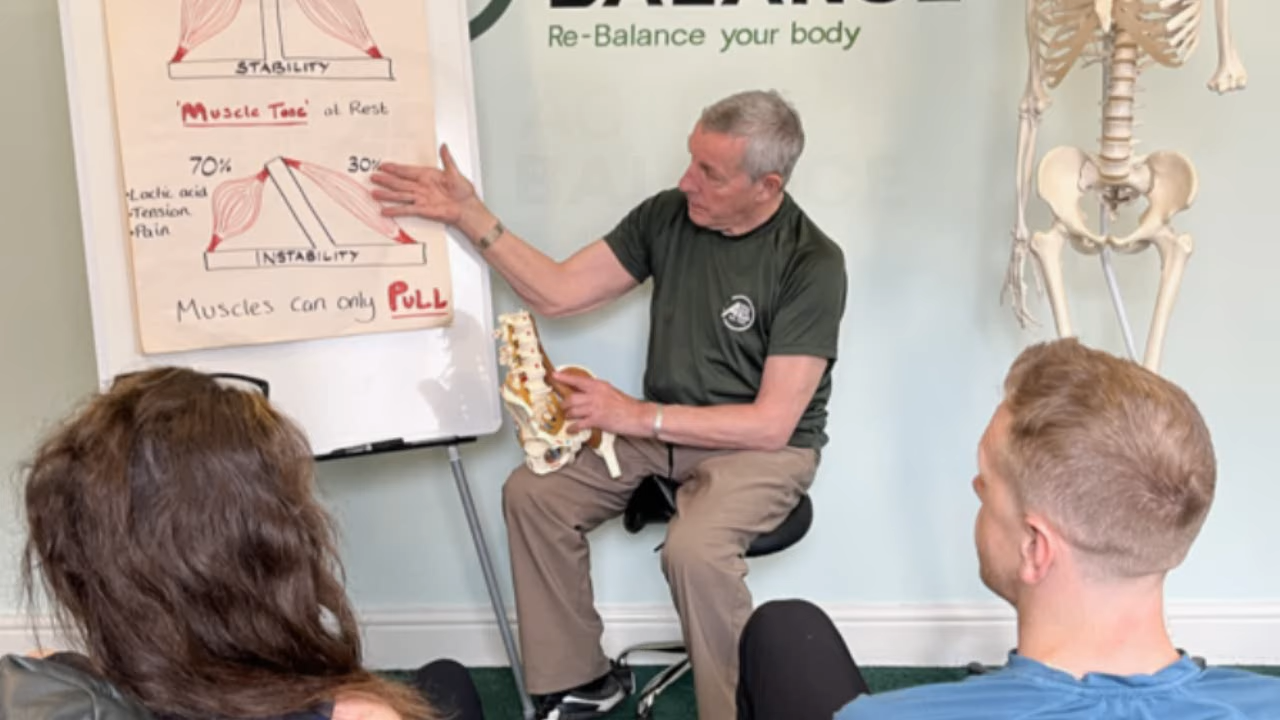 BALANCE
Re-Balance your body
STABILITY
'Muscle Tone' at Rest
70% 30%
•Lactic acid
•Tension
•Pain
INSTABILITY
Muscles can only PULL